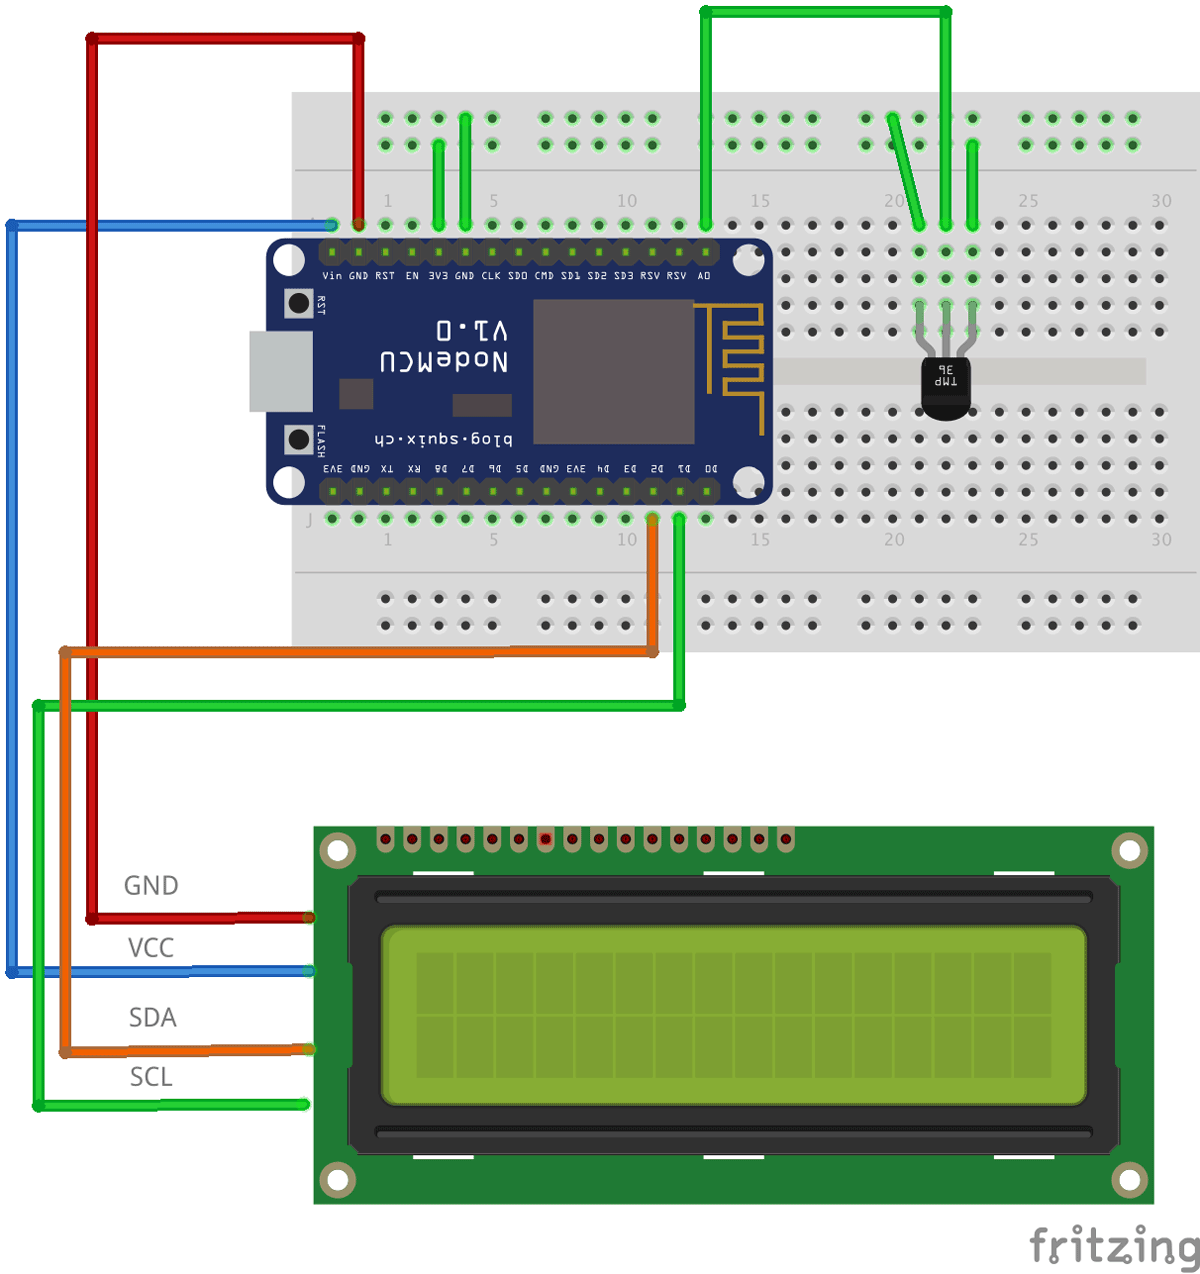 1 5 10 15 20 25 30
Vin GND RST EN 3V3 GND CLK SD0 CMD SD1 SD2 SD3 RSV RSV A0
RST
V1.0
NodeMCU
TMP
36
blog.squix.ch
FLASH
3V3 GND TX RX D8 D7 D6 D5 GND 3V3 D4 D3 D2 D1 D0
J
1 5 10 15 20 25 30
GND
VCC
SDA
SCL
fritzing